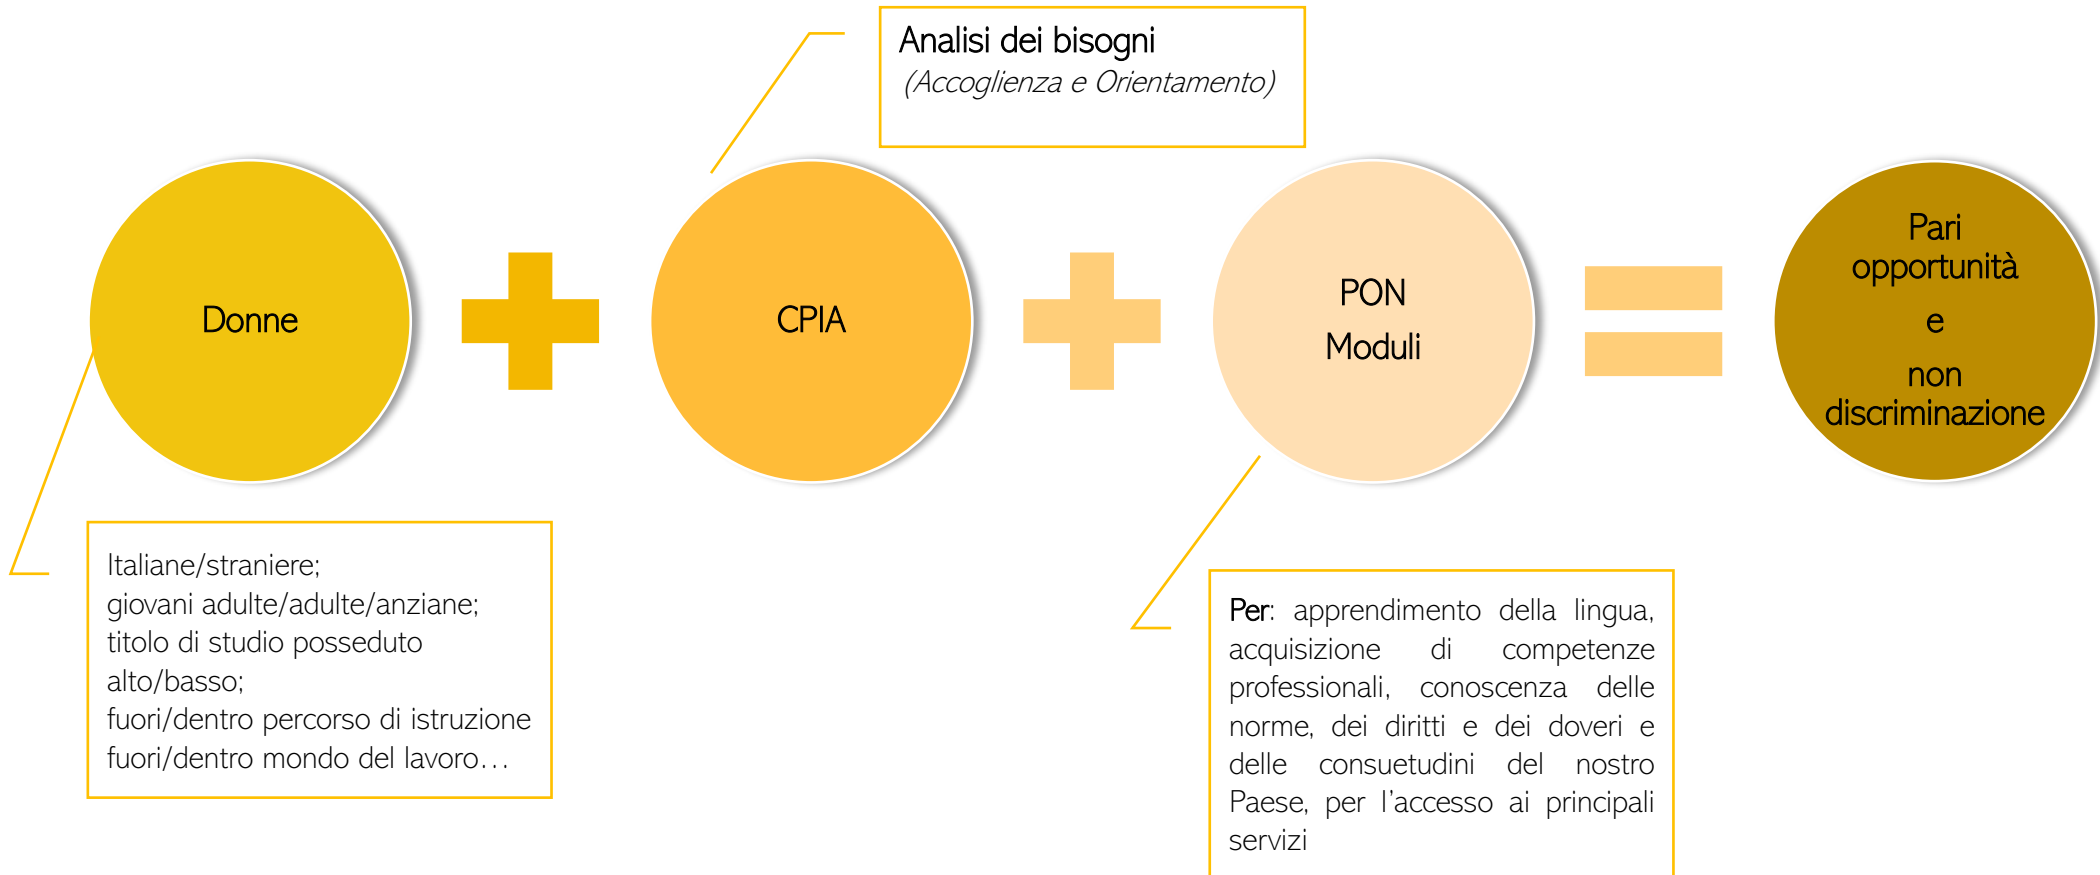 Analisi dei bisogni
(Accoglienza e Orientamento)
Donne
CPIA
PON
Moduli
Pari
opportunità
e
non
discriminazione
Italiane/straniere;
giovani adulte/adulte/anziane;
titolo di studio posseduto
alto/basso;
fuori/dentro percorso di istruzione
fuori/dentro mondo del lavoro…
Per: apprendimento della lingua,
acquisizione di competenze
professionali, conoscenza delle
norme, dei diritti e dei doveri e
delle consuetudini del nostro
Paese, per l'accesso ai principali
servizi